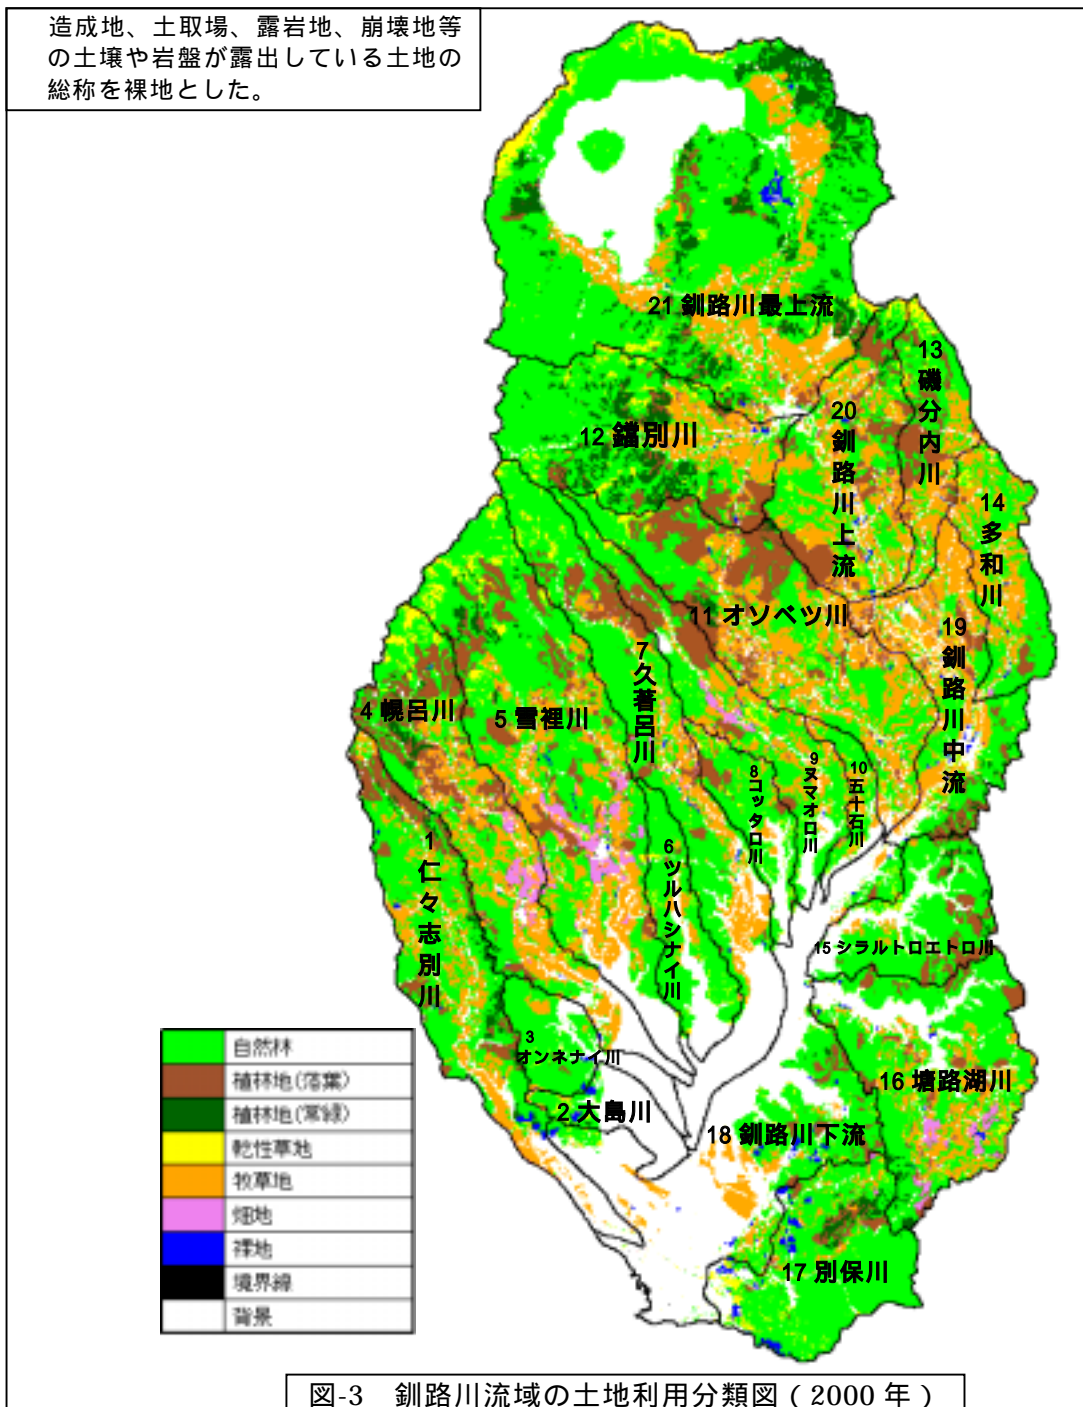 造成地、土取場、露岩地、崩壊地等
の土壌や岩盤が露出している土地の
総称を裸地とした。
21 釧路川最上流
13 磯分内川
20 釧路川上流
12 鐺別川
14 多和川
11 オソベツ川
19 釧路川中流
7 久著呂川
4 幌呂川
5 雪裡川
8 コッタロ川
9 ヌマオロ川
10 五十石川
1 仁々志別川
6 ツルハシナイ川
15 シラルトロエトロ川
3
オンネナイ川
16 塘路湖川
2 大島川
18 釧路川下流
17 別保川
自然林
植林地(落葉)
植林地(常緑)
乾性草地
牧草地
畑地
裸地
境界線
背景
図-3 釧路川流域の土地利用分類図(2000 年)